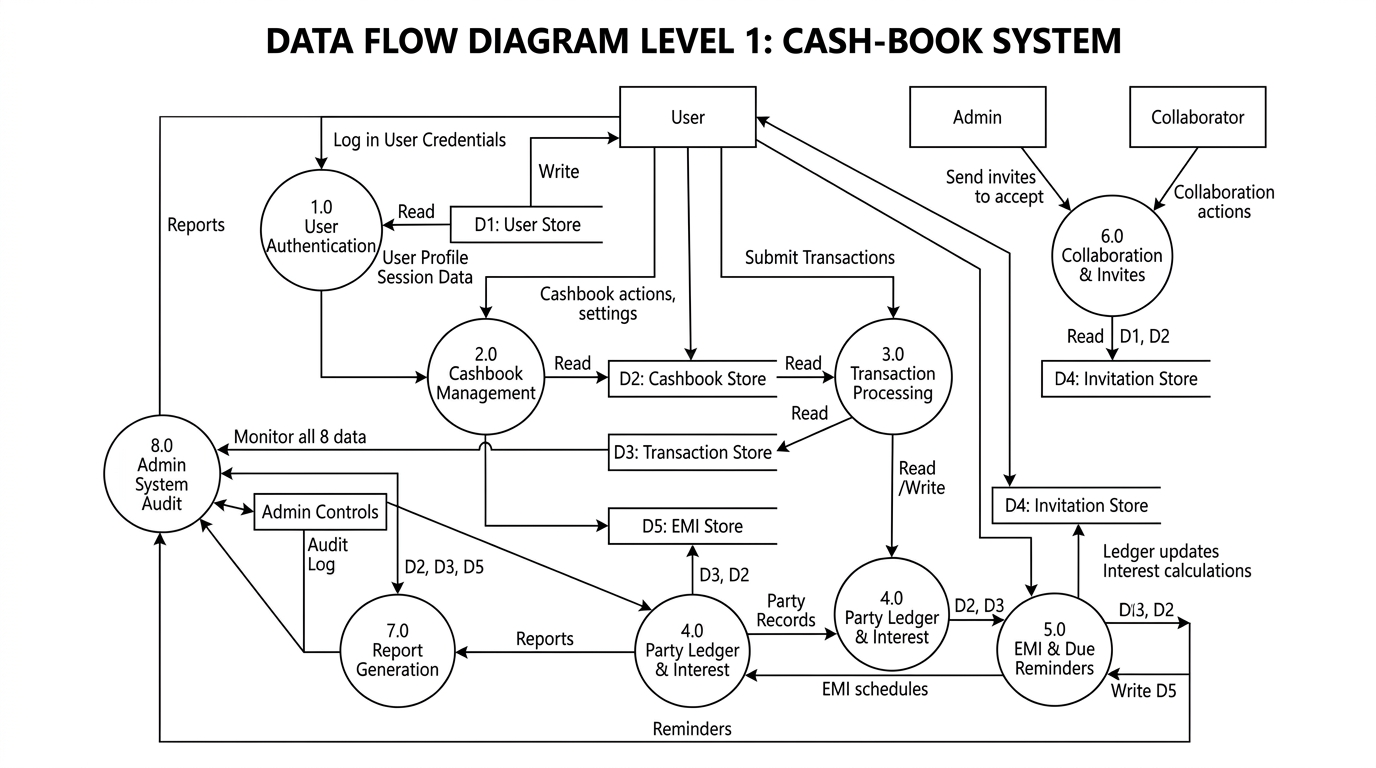 DATA FLOW DIAGRAM LEVEL 1: CASH-BOOK SYSTEM
User
Admin
Collaborator
Log in User Credentials
Write
Send invites
to accept
Collaboration
actions
Reports
1.0
User
Authentication
Read
D1: User Store
User Profile
Session Data
Submit Transactions
6.0
Collaboration
& Invites
Cashbook actions,
settings
Read
D1, D2
2.0
Cashbook
Management
Read
D2: Cashbook Store
Read
3.0
Transaction
Processing
D4: Invitation Store
Read
Monitor all 8 data
D3: Transaction Store
8.0
Admin
System
Audit
Read
/Write
Admin Controls
D5: EMI Store
D4: Invitation Store
Audit
Log
D2, D3, D5
D3, D2
Ledger updates
Interest calculations
7.0
Report
Generation
Reports
4.0
Party Ledger
& Interest
Party
Records
4.0
Party Ledger
& Interest
D2, D3
5.0
EMI & Due
Reminders
D2
EMI schedules
Write D5
Reminders